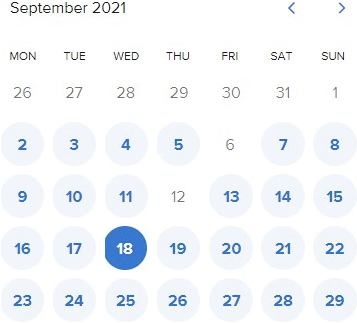 September 2021
MON TUE WED THU FRI SAT SUN
26 27 28 29 30 31 1
2 3 4 5 6 7 8
9 10 11 12 13 14 15
16 17 18 19 20 21 22
23 24 25 26 27 28 29